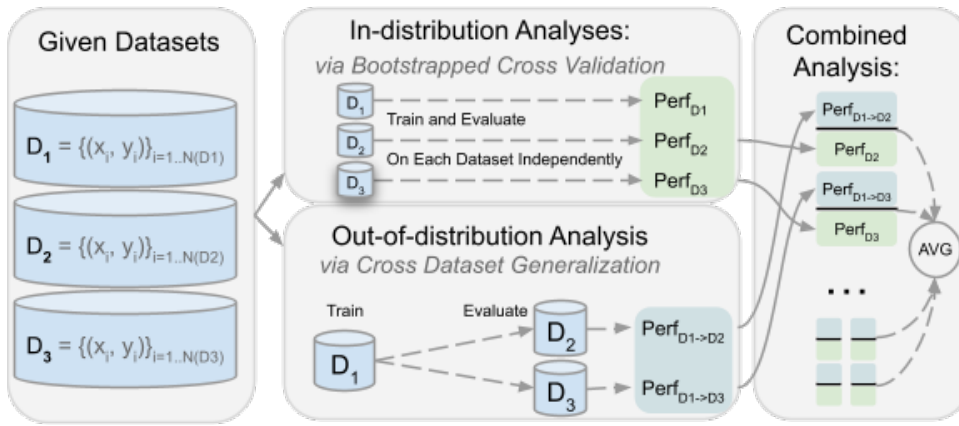 Given Datasets
D1 = {(xi, yi)}i=1..N(D1)
D2 = {(xi, yi)}i=1..N(D2)
D3 = {(xi, yi)}i=1..N(D3)
In-distribution Analyses:
via Bootstrapped Cross Validation
D1
PerfD1
Train and Evaluate
D2
PerfD2
On Each Dataset Independently
D3
PerfD3
Out-of-distribution Analysis
via Cross Dataset Generalization
Train
Evaluate
D1
D2
PerfD1->D2
D3
PerfD1->D3
Combined
Analysis:
PerfD1->D2
PerfD2
PerfD1->D3
PerfD3
AVG
...